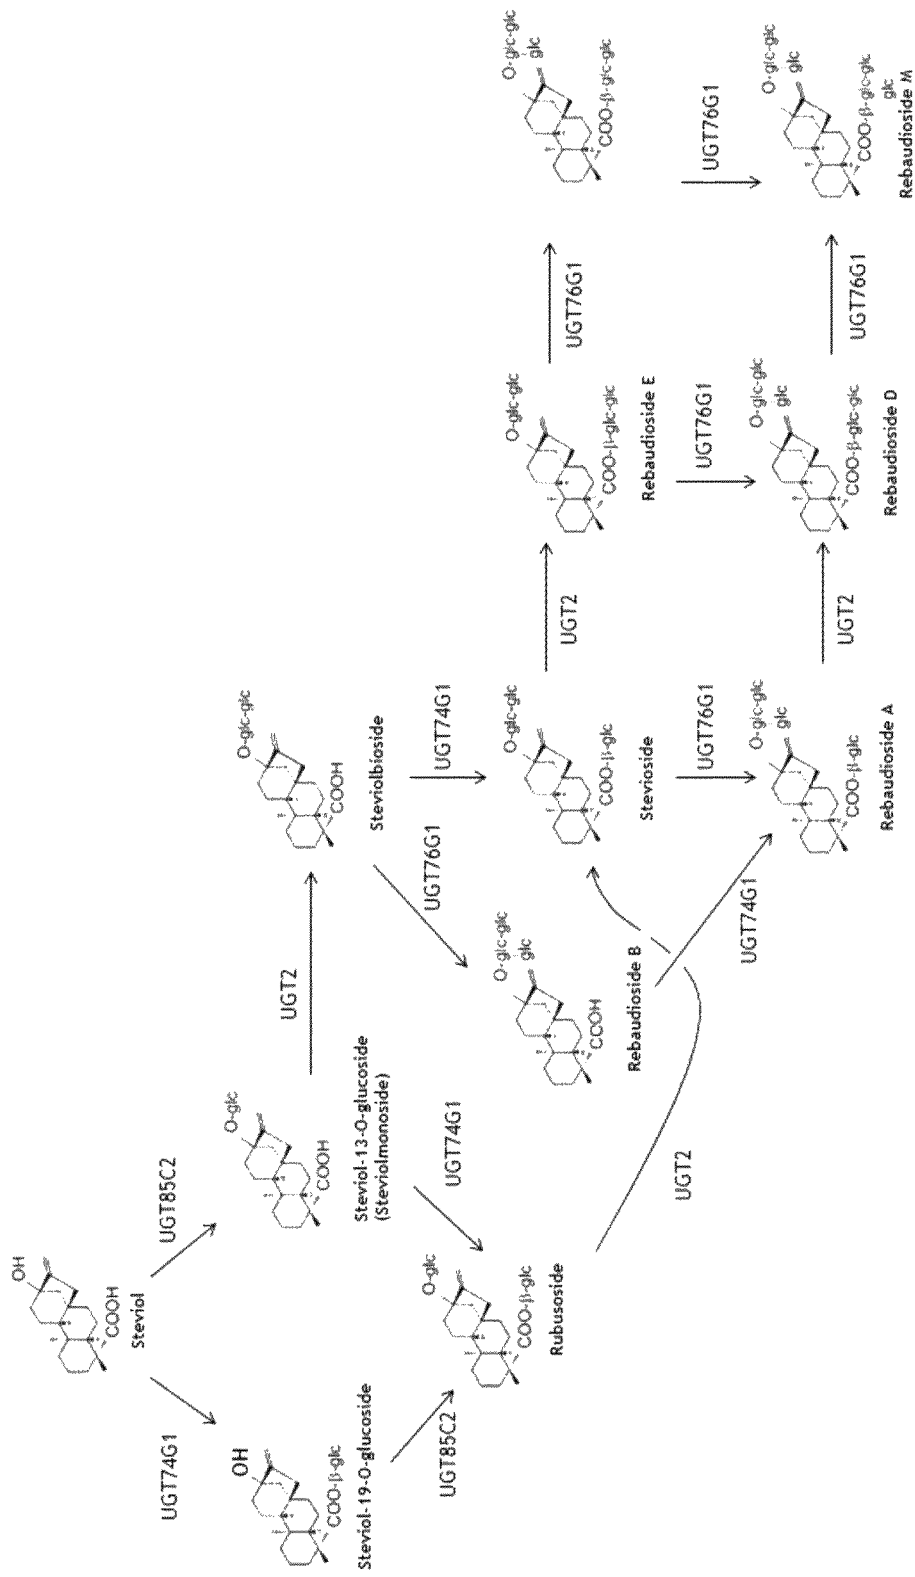 OH
COOH
Steviol
UGT74G1
UGT85C2
OH
COO-β-glc
Steviol-19-O-glucoside
O-glc
COOH
Steviol-13-O-glucoside
(Steviolmonoside)
UGT2
O-glc-glc
COOH
Steviolbioside
UGT85C2
UGT74G1
UGT76G1
UGT74G1
O-glc
COO-β-glc
Rubusoside
O-glc-glc
glc
COOH
Rebaudioside B
O-glc-glc
COO-β-glc
Stevioside
UGT2
O-glc-glc
COO-β-glc-glc
Rebaudioside E
UGT76G1
O-glc-glc
glc
COO-β-glc-glc
UGT2
UGT74G1
UGT76G1
UGT76G1
UGT76G1
O-glc-glc
glc
COO-β-glc
Rebaudioside A
UGT2
O-glc-glc
glc
COO-β-glc-glc
Rebaudioside D
UGT76G1
O-glc-glc
glc
COO-β-glc-glc
glc
Rebaudioside M